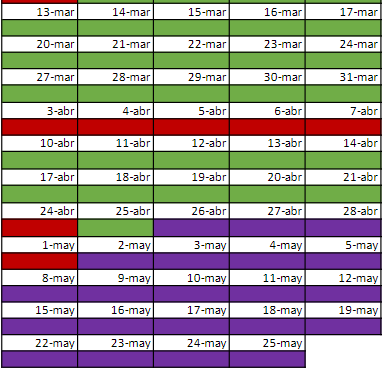 13-mar 14-mar 15-mar 16-mar 17-mar
20-mar 21-mar 22-mar 23-mar 24-mar
27-mar 28-mar 29-mar 30-mar 31-mar
3-abr 4-abr 5-abr 6-abr 7-abr
10-abr 11-abr 12-abr 13-abr 14-abr
17-abr 18-abr 19-abr 20-abr 21-abr
24-abr 25-abr 26-abr 27-abr 28-abr
1-may 2-may 3-may 4-may 5-may
8-may 9-may 10-may 11-may 12-may
15-may 16-may 17-may 18-may 19-may
22-may 23-may 24-may 25-may